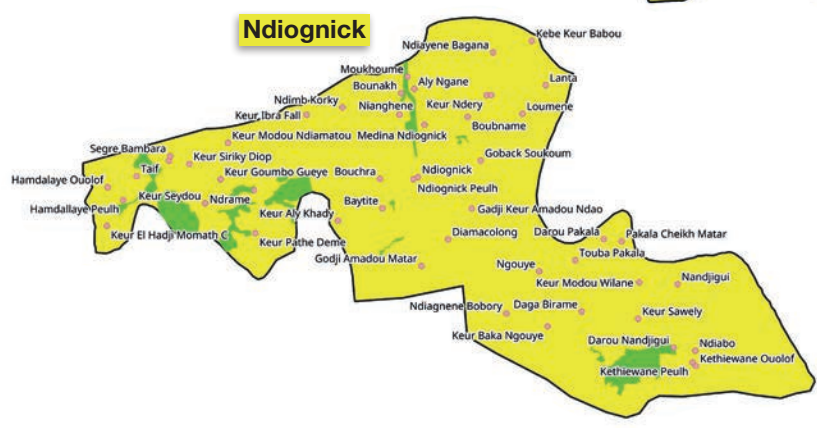 Ndiognick
Kebe Keur Babou
Ndiayene Bagana
Moukhoume
Aly Ngane
Lanta
Bounakh
Ndimb-Korky
Nianghene
Keur Ndery
Loumene
Keur Ibra Fall
Boubname
Keur Modou Ndiamatou
Medina Ndiognick
Segre Bambara
Keur Siriky Diop
Goback Soukoum
Taif
Keur Goumbo Gueye
Bouchra
Ndiognick
Hamdalaye Ouolof
Ndiognick Peulh
Keur Seydou
Ndrame
Baytite
Hamdallaye Peulh
Keur Aly Khady
Gadji Keur Amadou Ndao
Keur El Hadji Momath C
Keur Pathe Deme
Diamacolong
Darou Pakala
Pakala Cheikh Matar
Godji Amadou Matar
Touba Pakala
Ngouye
Keur Modou Wilane
Nandjigui
Ndiagnene Bobory
Daga Birame
Keur Sawely
Keur Baka Ngouye
Darou Nandjigui
Ndiabo
Kethiewane Ouolof
Kethiewane Peulh